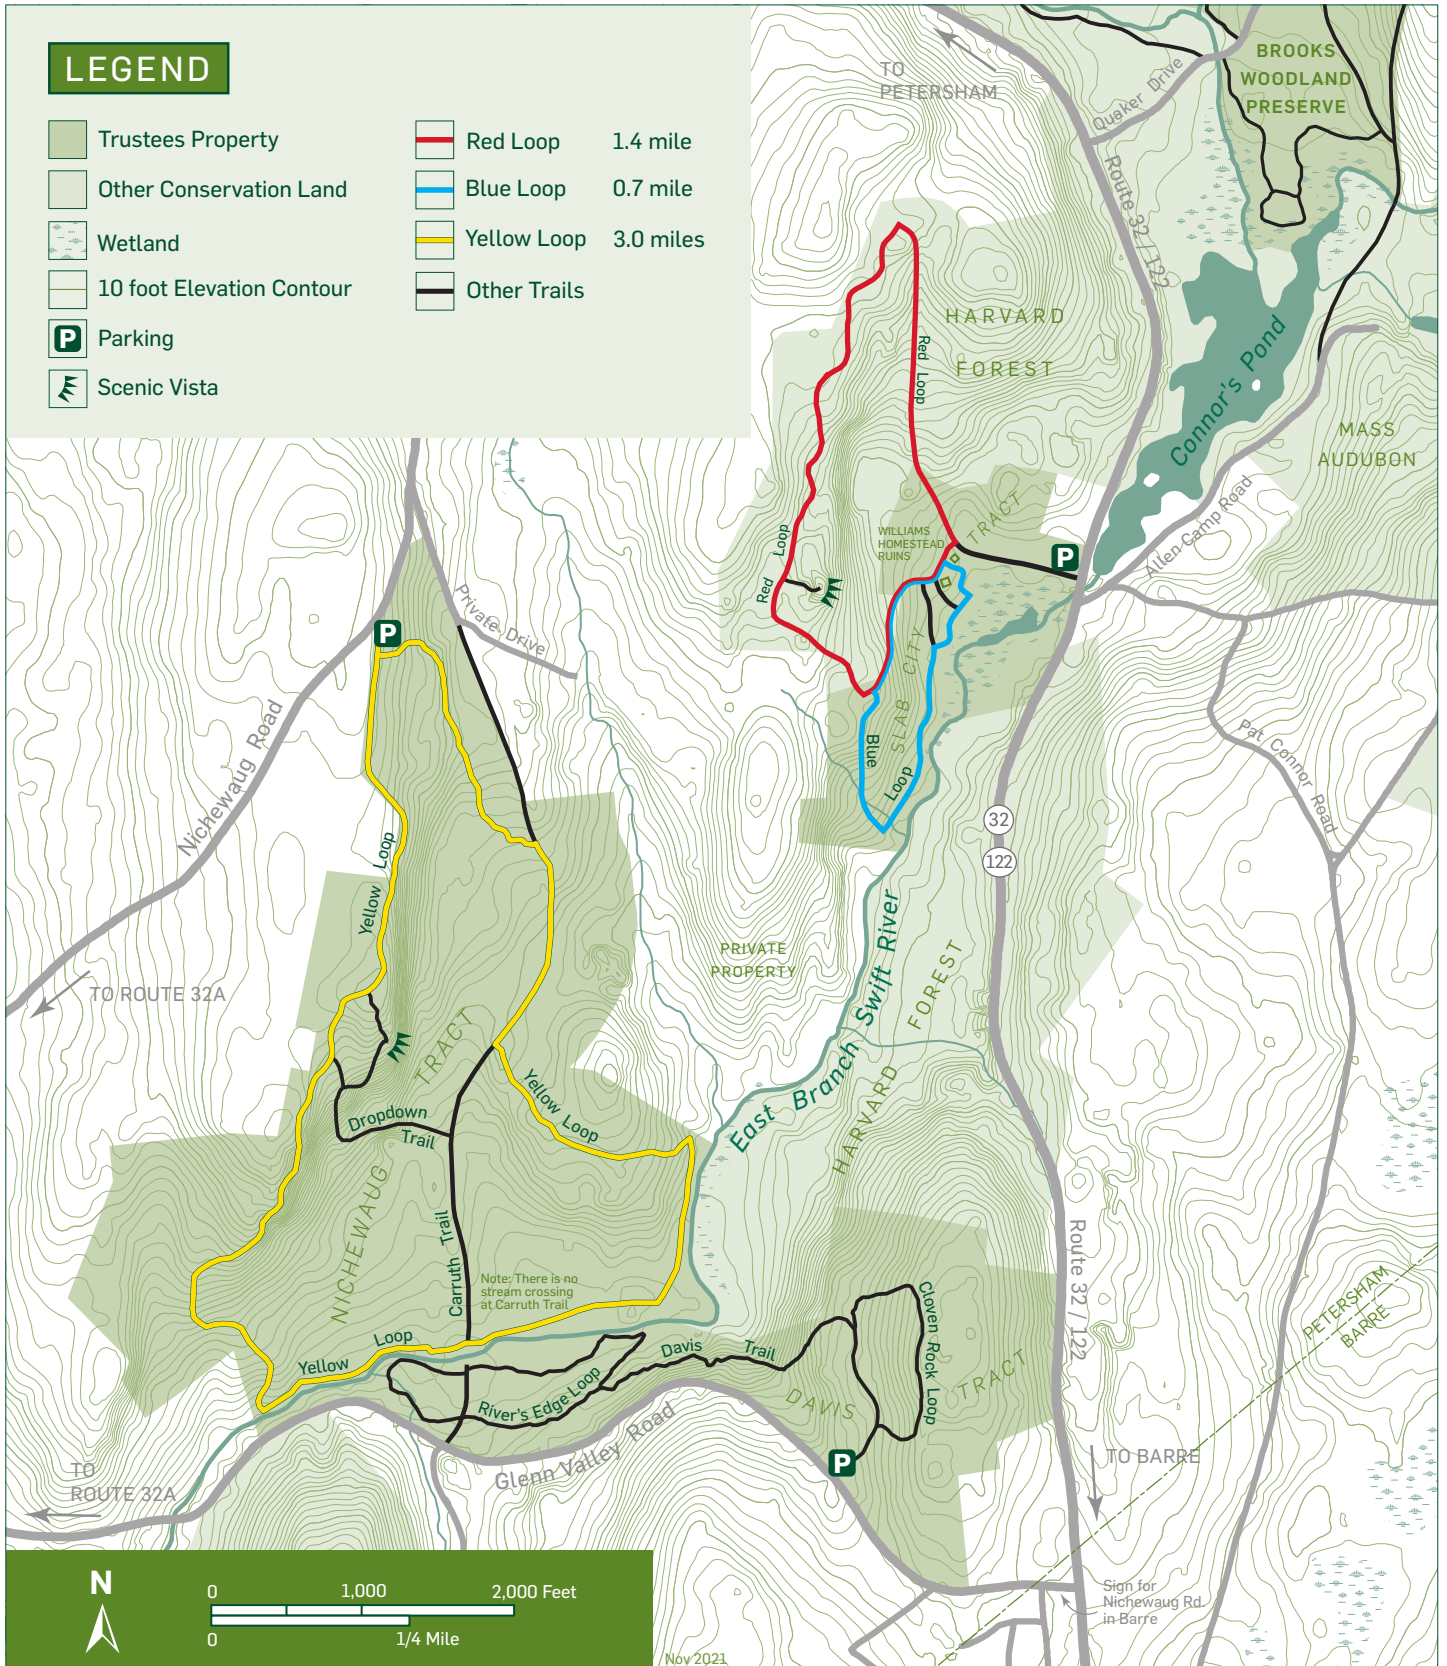 LEGEND
Trustees Property
Other Conservation Land
Wetland
10 foot Elevation Contour
P Parking
Scenic Vista
Red Loop 1.4 mile
Blue Loop 0.7 mile
Yellow Loop 3.0 miles
Other Trails
TO
PETERSHAM
Quaker Drive
BROOKS
WOODLAND
PRESERVE
Route 32 / 122
HARVARD
FOREST
Red Loop
Connor's Pond
MASS
AUDUBON
Allen Camp Road
WILLIAMS
HOMESTEAD
RUINS
TRACT
P
Red Loop
SLAB CITY
Blue Loop
Private Drive
P
Nichewaug Road
Pat Connor Road
32
122
Yellow Loop
PRIVATE
PROPERTY
East Branch Swift River
HARVARD FOREST
TO ROUTE 32A
NICHEWAUG TRACT
Dropdown
Trail
Yellow Loop
Carruth Trail
Note: There is no
stream crossing
at Carruth Trail
Yellow Loop
River's Edge Loop
Davis Trail
Cloven Rock Loop
DAVIS TRACT
Route 32 / 122
PETERSHAM
BARRE
Glenn Valley Road
P
TO BARRE
TO
ROUTE 32A
Sign for
Nichewaug Rd.
in Barre
N
0 1,000 2,000 Feet
0 1/4 Mile
Nov 2021